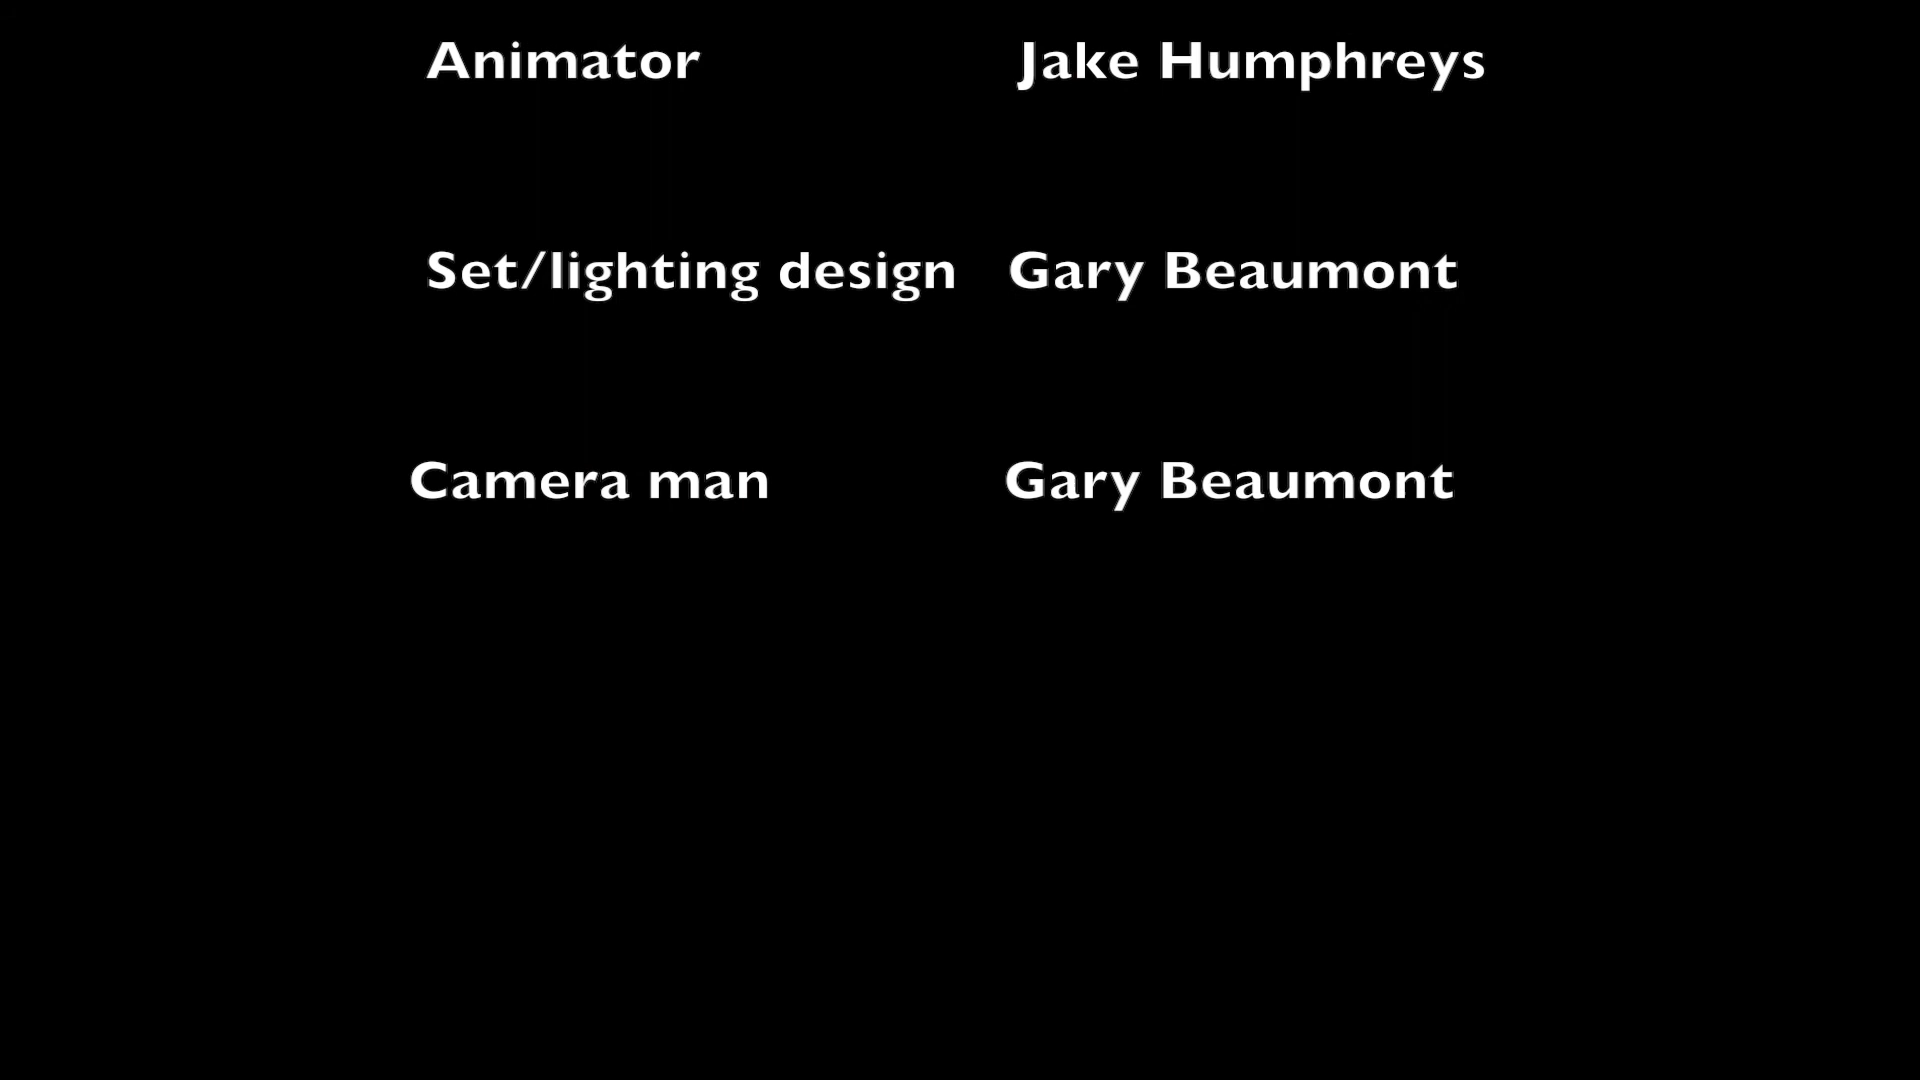 Animator Jake Humphreys
Set/lighting design Gary Beaumont
Camera man Gary Beaumont